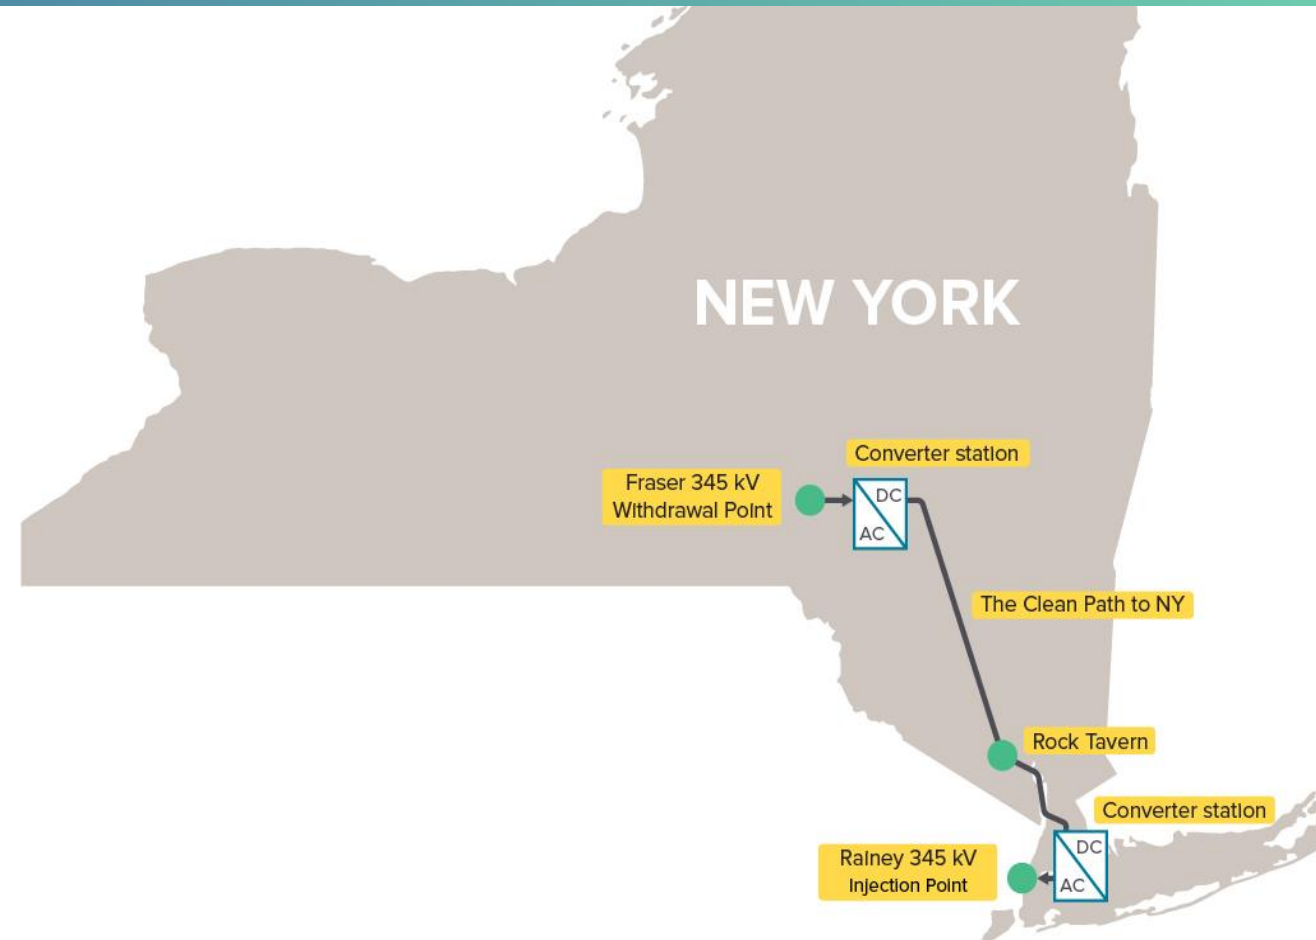 NEW YORK
Converter station
Fraser 345 kV
Withdrawal Point
DC
AC
The Clean Path to NY
Rock Tavern
Converter station
DC
AC
Rainey 345 kV
Injection Point